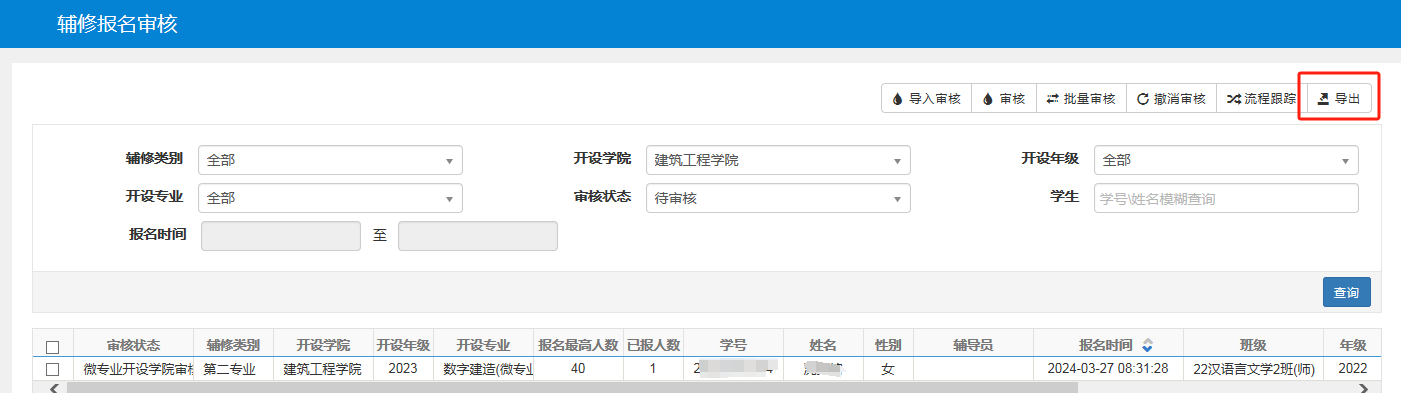 辅修报名审核
导入审核 审核 批量审核 撤消审核 流程跟踪 导出
辅修类别 全部 开设学院 建筑工程学院 开设年级 全部
开设专业 全部 审核状态 待审核 学生 学号\姓名模糊查询
报名时间 至
查询
审核状态 辅修类别 开设学院 开设年级 开设专业 报名最高人数 已报人数 学号 姓名 性别 辅导员 报名时间 班级 年级
微专业开设学院审 第二专业 建筑工程学院 2023 数字建造(微专业 40 1 女 2024-03-27 08:31:28 22汉语言文学2班(师) 2022